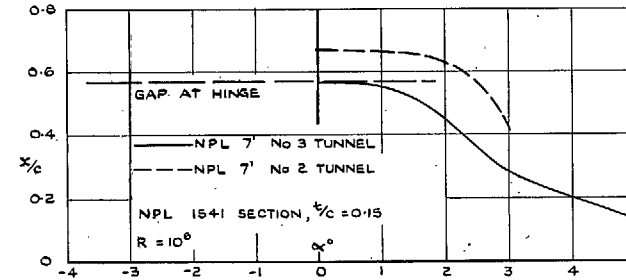 0·8
0·6
GAP AT HINGE
0·4
NPL 7' No 3 TUNNEL
x/c
NPL 7' No 2 TUNNEL
0·2
NPL 1541 SECTION, t/c = 0·15
R = 10⁶
α°
0
-4 -3 -2 -1 0 1 2 3 4